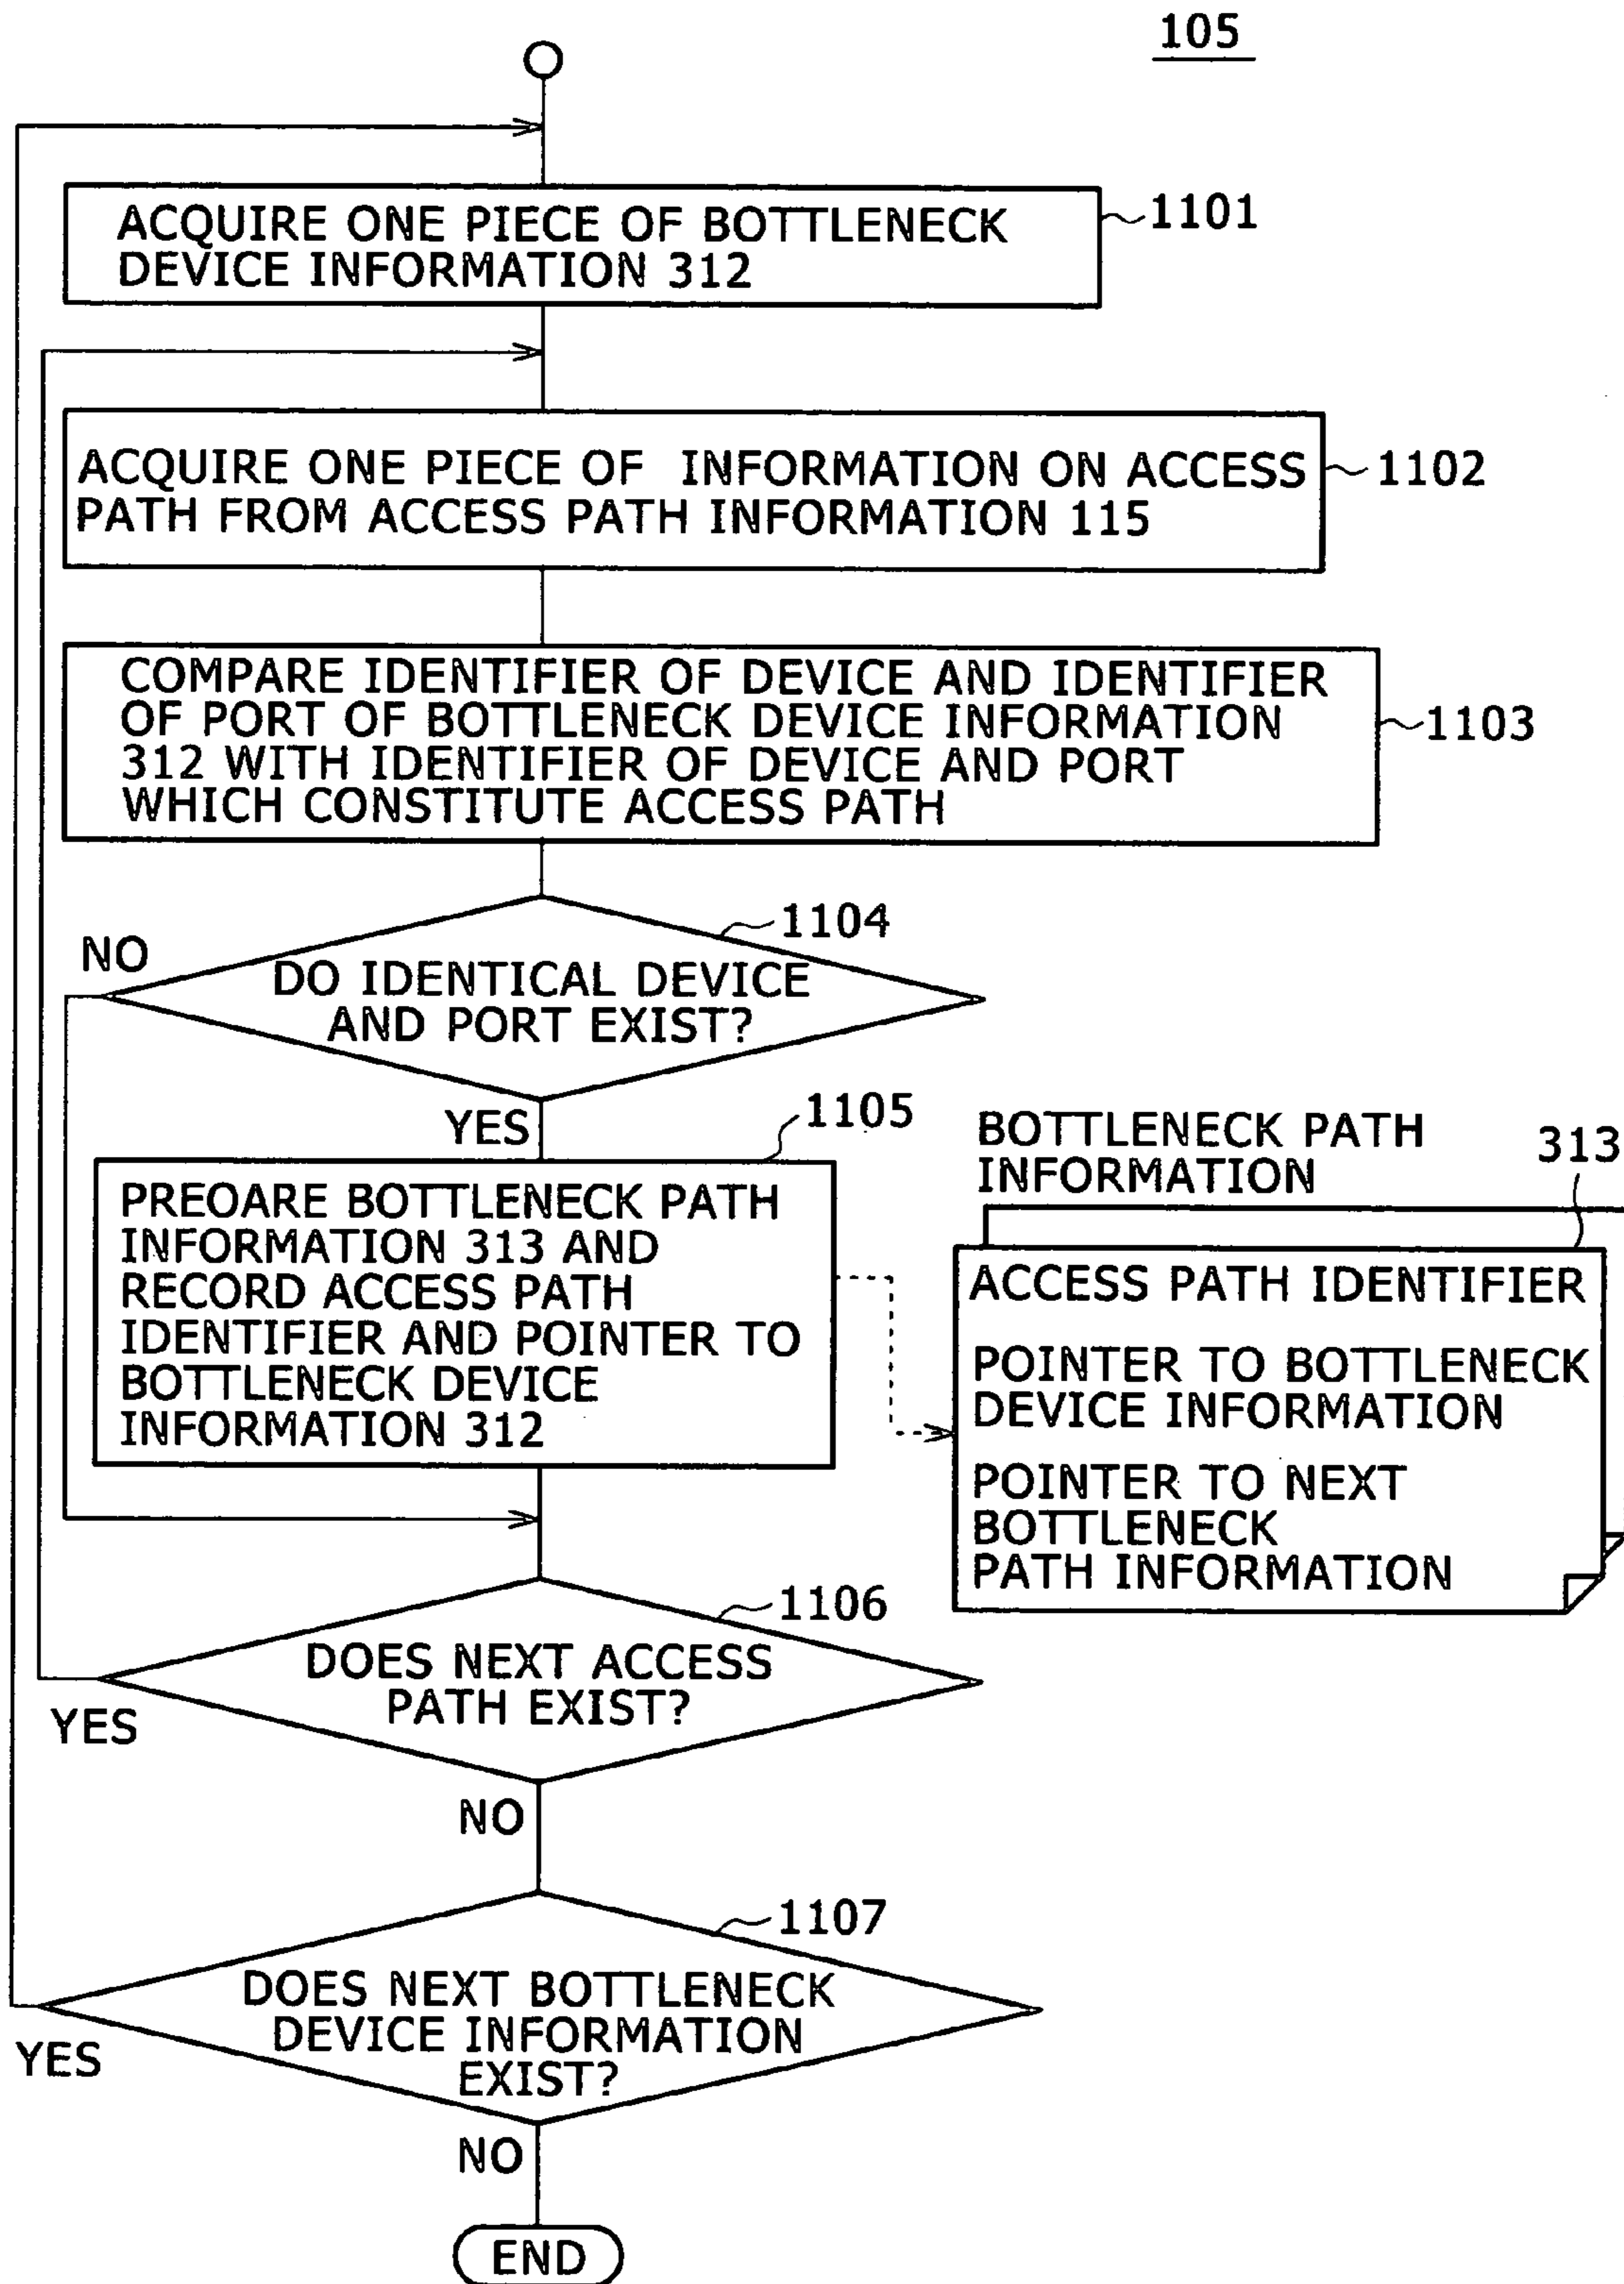 105
ACQUIRE ONE PIECE OF BOTTLENECK
DEVICE INFORMATION 312
1101
ACQUIRE ONE PIECE OF INFORMATION ON ACCESS
PATH FROM ACCESS PATH INFORMATION 115
1102
COMPARE IDENTIFIER OF DEVICE AND IDENTIFIER
OF PORT OF BOTTLENECK DEVICE INFORMATION
312 WITH IDENTIFIER OF DEVICE AND PORT
WHICH CONSTITUTE ACCESS PATH
1103
1104
NO
DO IDENTICAL DEVICE
AND PORT EXIST?
YES
1105
PREOARE BOTTLENECK PATH
INFORMATION 313 AND
RECORD ACCESS PATH
IDENTIFIER AND POINTER TO
BOTTLENECK DEVICE
INFORMATION 312
BOTTLENECK PATH
INFORMATION
313
ACCESS PATH IDENTIFIER
POINTER TO BOTTLENECK
DEVICE INFORMATION
POINTER TO NEXT
BOTTLENECK
PATH INFORMATION
1106
DOES NEXT ACCESS
PATH EXIST?
YES
NO
1107
DOES NEXT BOTTLENECK
DEVICE INFORMATION
EXIST?
YES
NO
END